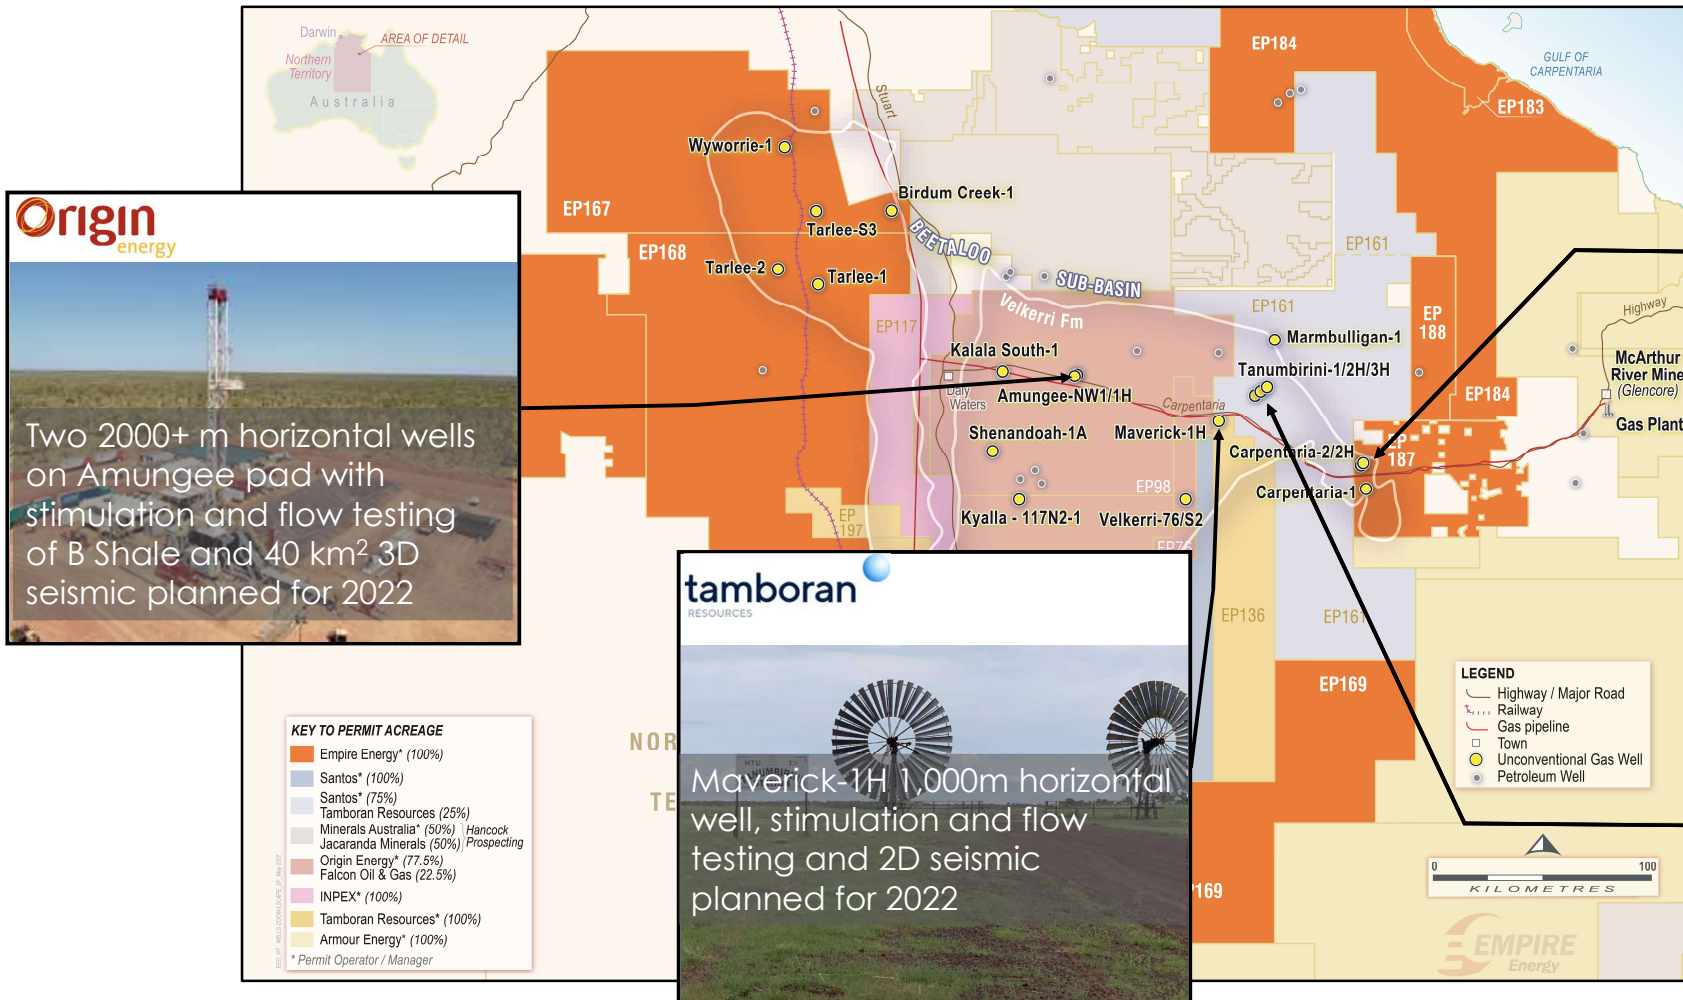 Darwin
AREA OF DETAIL
Northern
Territory
Australia
Stuart
EP184
GULF OF
CARPENTARIA
EP183
Wyworrie-1
EP167
Birdum Creek-1
Tarlee-S3
BEETALOO
SUB-BASIN
EP161
EP168
Tarlee-2
Tarlee-1
Velkerri Fm
EP117
EP161
EP
188
Highway
Marmbulligan-1
Kalala South-1
Tanumbirini-1/2H/3H
McArthur
River Mine
(Glencore)
Gas Plant
Daly
Waters
Amungee-NW1/1H
Carpentaria
EP184
Shenandoah-1A
Maverick-1H
Carpentaria-2/2H
EP
187
Carpentaria-1
EP98
Kyalla - 117N2-1
Velkerri-76/S2
EP
197
EP76
EP136
EP161
EP169
Origin
energy
Two 2000+ m horizontal wells
on Amungee pad with
stimulation and flow testing
of B Shale and 40 km² 3D
seismic planned for 2022
tamboran
RESOURCES
Maverick-1H 1,000m horizontal
well, stimulation and flow
testing and 2D seismic
planned for 2022
NOR
TE
169
KEY TO PERMIT ACREAGE
Empire Energy* (100%)
Santos* (100%)
Santos* (75%)
Tamboran Resources (25%)
Minerals Australia* (50%)
Jacaranda Minerals (50%)
Hancock
Prospecting
Origin Energy* (77.5%)
Falcon Oil & Gas (22.5%)
INPEX* (100%)
Tamboran Resources* (100%)
Armour Energy* (100%)
* Permit Operator / Manager
LEGEND
Highway / Major Road
Railway
Gas pipeline
Town
Unconventional Gas Well
Petroleum Well
0 100
KILOMETRES
EMPIRE
Energy